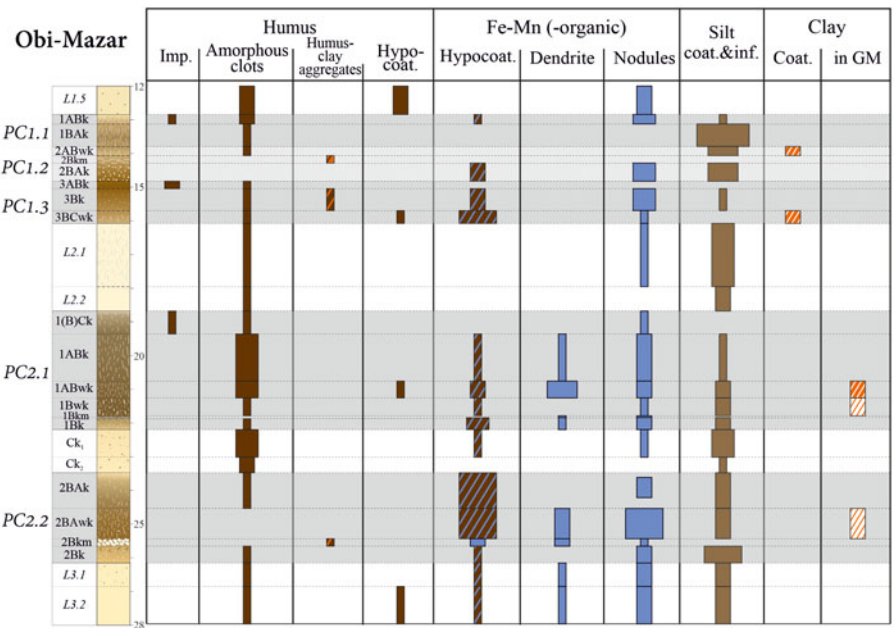 Obi-Mazar
Humus
Fe-Mn (-organic)
Silt
coat.&inf.
Clay
Imp.
Amorphous
clots
Humus-
clay
aggregates
Hypo-
coat.
Hypocoat.
Dendrite
Nodules
Coat.
in GM
12
L1.5
PC1.1
1ABk
1BAk
2ABwk
PC1.2
2Bkm
2BAk
3ABk
15
PC1.3
3Bk
3BCwk
L2.1
L2.2
1(B)Ck
20
PC2.1
1ABk
1ABwk
1Bwk
1Bkm
1Bk
Ck₁
Ck₂
PC2.2
2BAk
2BAwk
25
2Bkm
2Bk
L3.1
L3.2
28